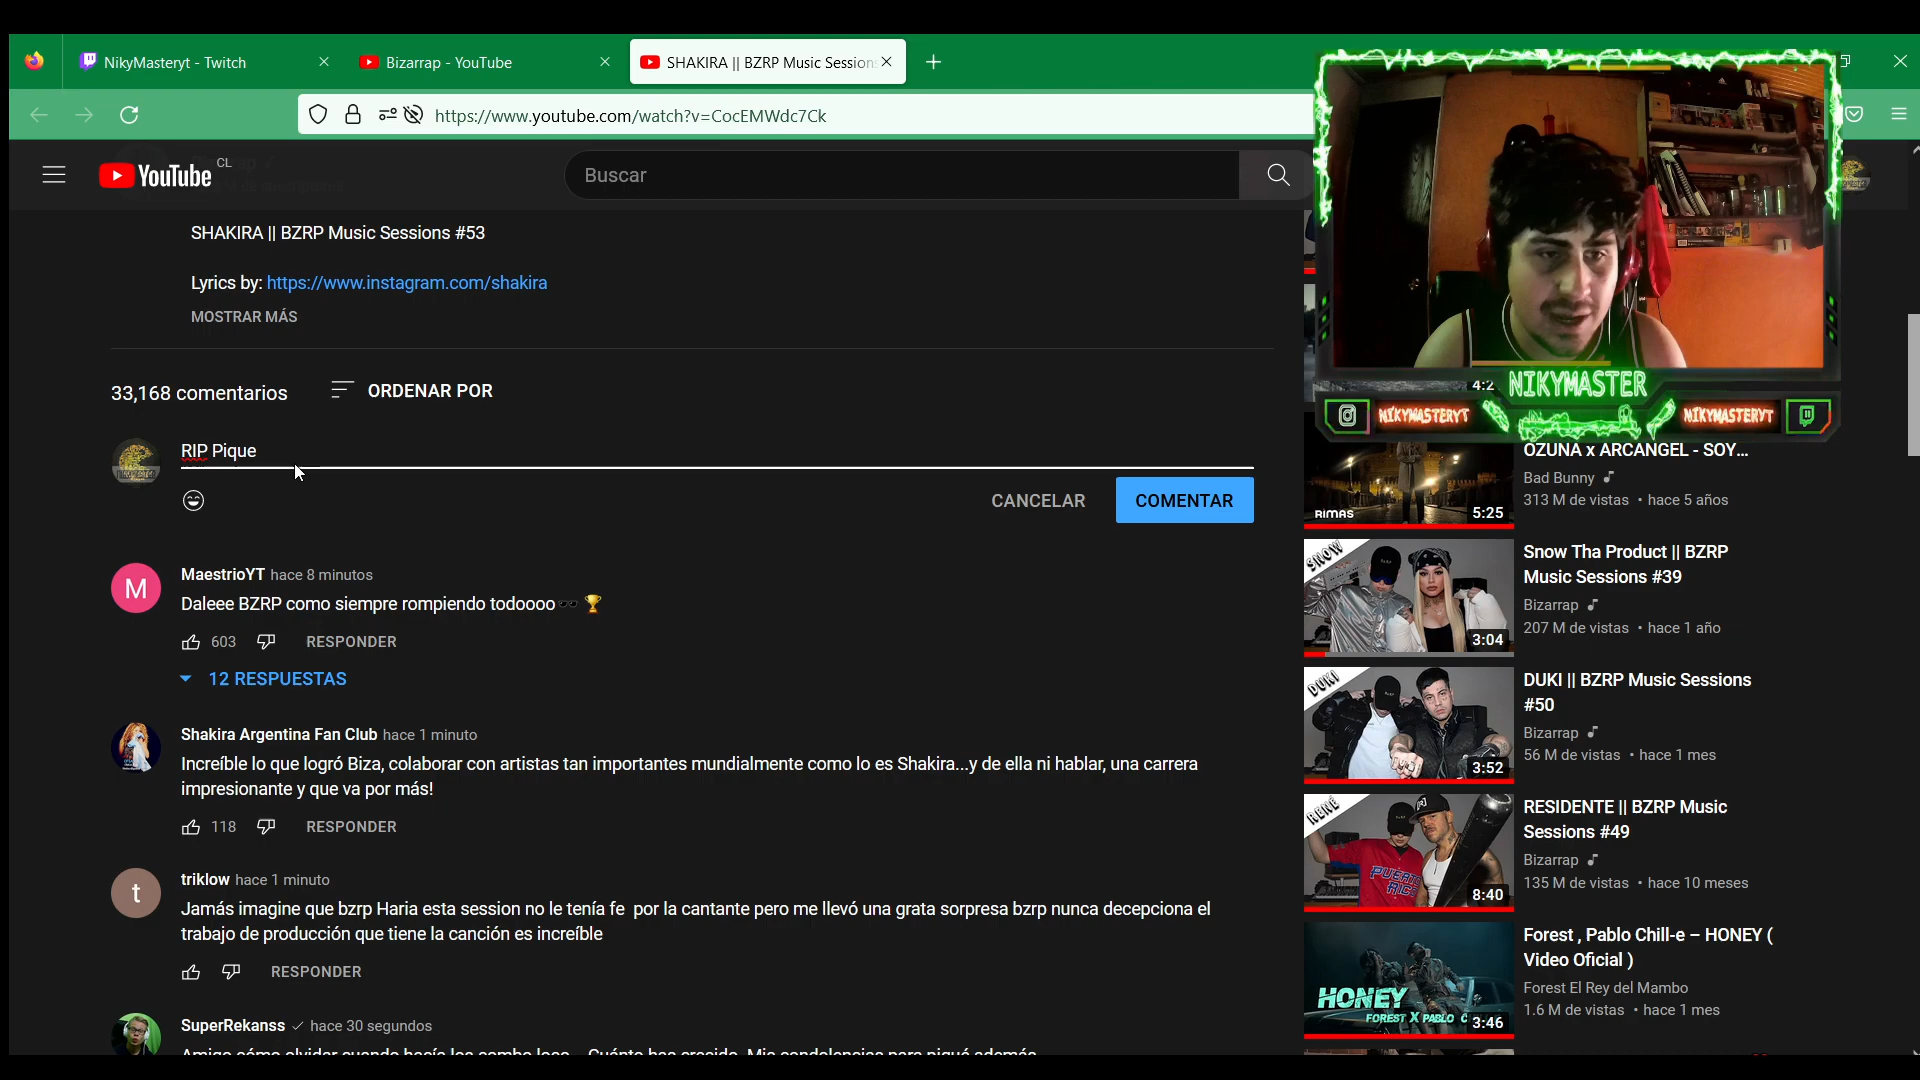 NikyMasteryt - Twitch
Bizarrap - YouTube
SHAKIRA || BZRP Music Session
https://www.youtube.com/watch?v=CocEMWdc7Ck
YouTube
CL
Buscar
SHAKIRA || BZRP Music Sessions #53
Lyrics by: https://www.instagram.com/shakira
MOSTRAR MÁS
33,168 comentarios
ORDENAR POR
RIP Pique
CANCELAR
COMENTAR
MaestrioYT hace 8 minutos
Daleee BZRP como siempre rompiendo todoooo 🕶 🏆
603
RESPONDER
12 RESPUESTAS
Shakira Argentina Fan Club hace 1 minuto
Increíble lo que logró Biza, colaborar con artistas tan importantes mundialmente como lo es Shakira...y de ella ni hablar, una carrera
impresionante y que va por más!
118
RESPONDER
triklow hace 1 minuto
Jamás imagine que bzrp Haria esta session no le tenía fe por la cantante pero me llevó una grata sorpresa bzrp nunca decepciona el
trabajo de producción que tiene la canción es increíble
RESPONDER
SuperRekanss ✓ hace 30 segundos
NIKYMASTER
NIKYMASTERYT
NIKYMASTERYT
4:2
OZUNA x ARCANGEL - SOY...
Bad Bunny
313 M de vistas • hace 5 años
RIMAS
5:25
SNOW
3:04
Snow Tha Product || BZRP
Music Sessions #39
Bizarrap
207 M de vistas • hace 1 año
DUKI
3:52
DUKI || BZRP Music Sessions
#50
Bizarrap
56 M de vistas • hace 1 mes
RENÉ
PUERTO
RICO
8:40
RESIDENTE || BZRP Music
Sessions #49
Bizarrap
135 M de vistas • hace 10 meses
HONEY
FOREST X PABLO C
3:46
Forest , Pablo Chill-e – HONEY (
Video Oficial )
Forest El Rey del Mambo
1.6 M de vistas • hace 1 mes